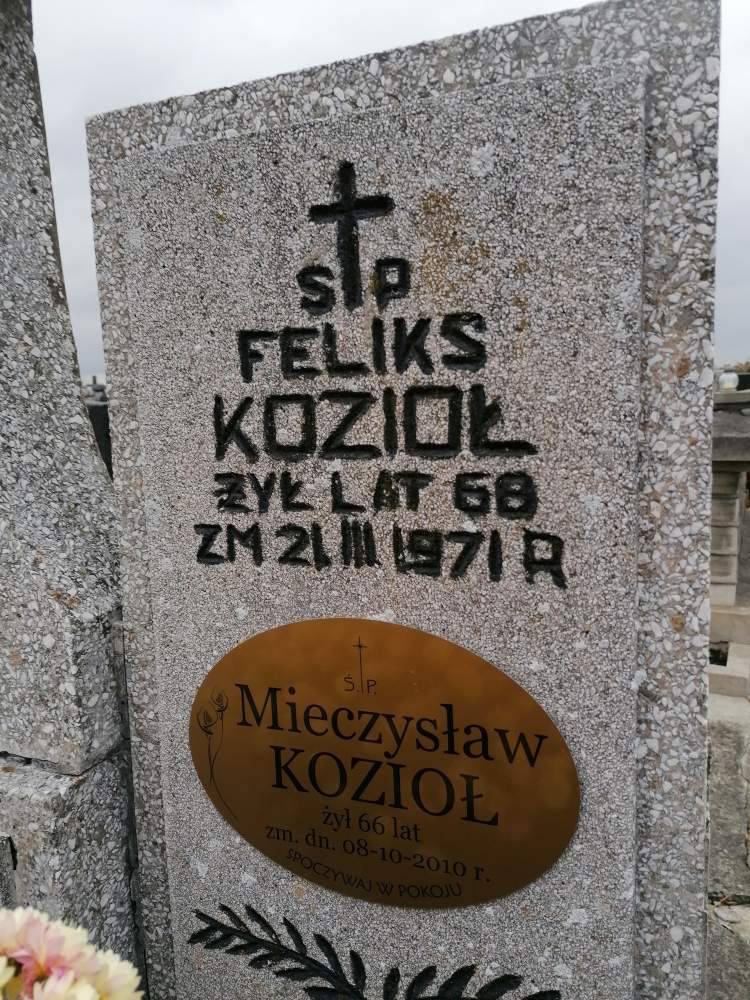 Ś P
FELIKS
KOZIOŁ
ŻYŁ LAT 68
ZM 21 III 1971 R
Ś.P.
Mieczysław
KOZIOŁ
żył 66 lat
zm. dn. 08-10-2010 r.
SPOCZYWAJ W POKOJU